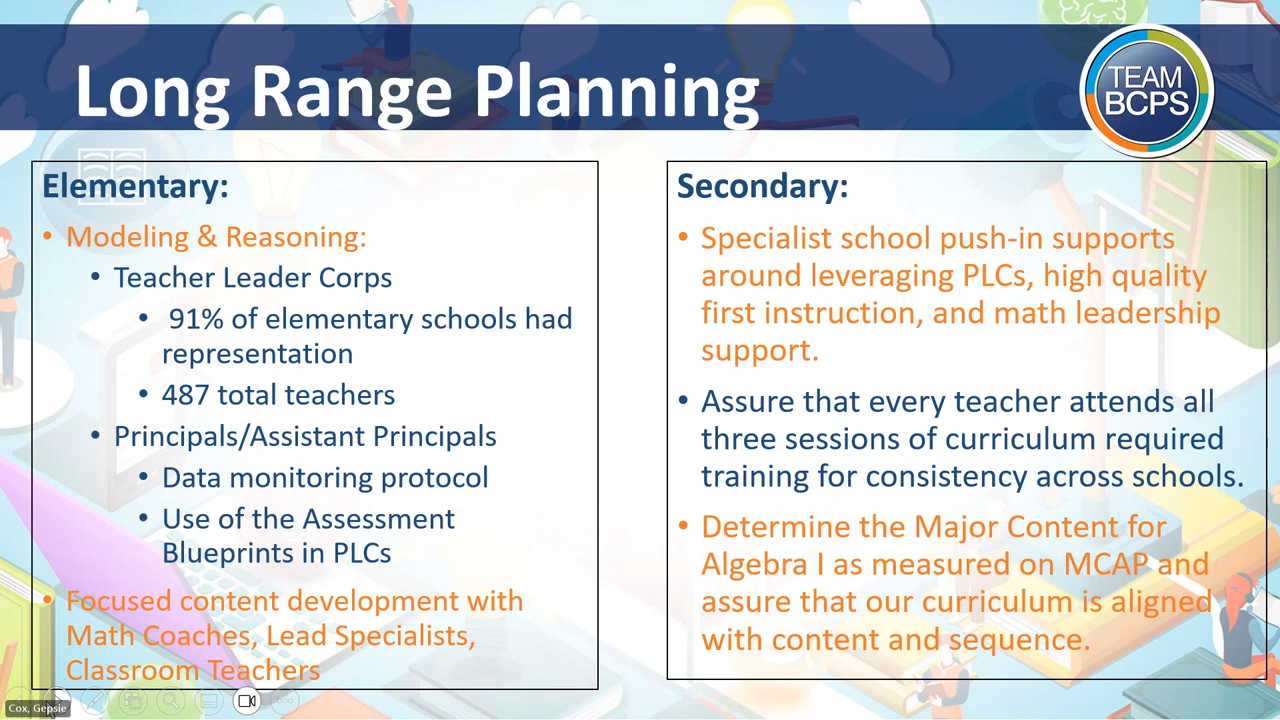 Long Range Planning
TEAM
BCPS
Elementary:
• Modeling & Reasoning:
• Teacher Leader Corps
• 91% of elementary schools had
representation
• 487 total teachers
• Principals/Assistant Principals
• Data monitoring protocol
• Use of the Assessment
Blueprints in PLCs
• Focused content development with
Math Coaches, Lead Specialists,
Classroom Teachers
Secondary:
• Specialist school push-in supports
around leveraging PLCs, high quality
first instruction, and math leadership
support.
• Assure that every teacher attends all
three sessions of curriculum required
training for consistency across schools.
• Determine the Major Content for
Algebra I as measured on MCAP and
assure that our curriculum is aligned
with content and sequence.
Cox, Gepsie